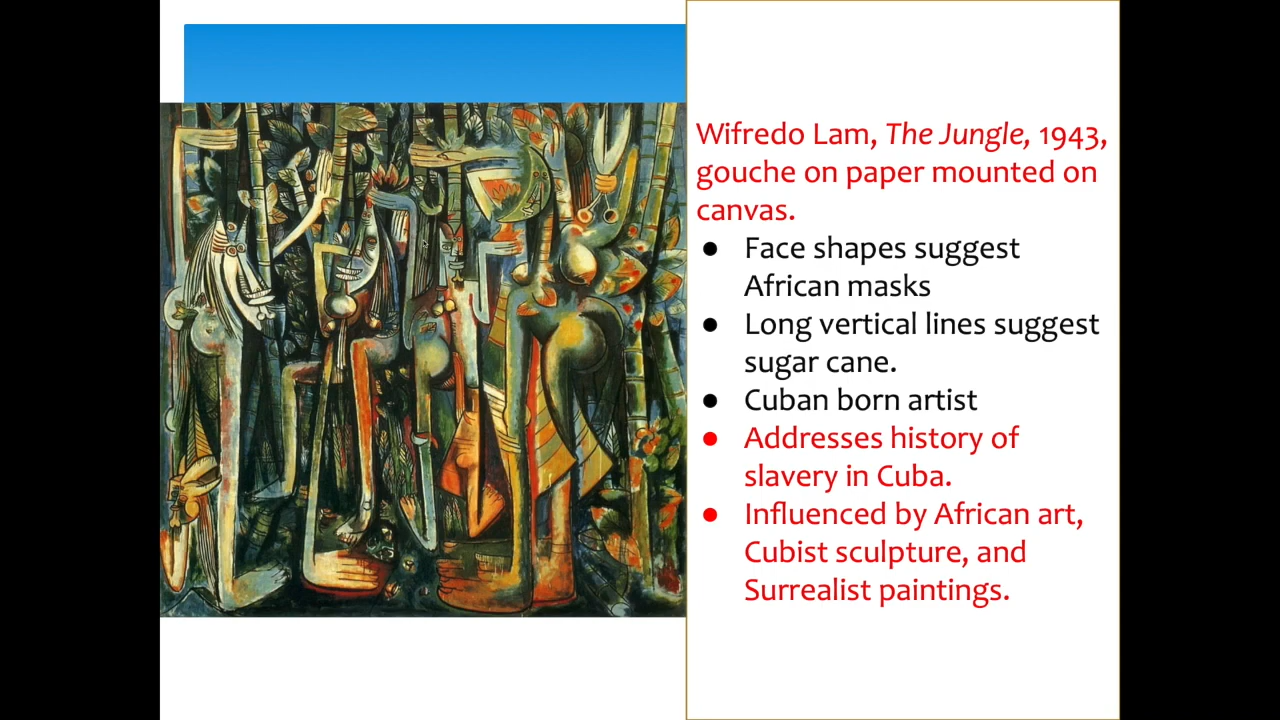 Wifredo Lam, The Jungle, 1943,
gouche on paper mounted on
canvas.
● Face shapes suggest
African masks
● Long vertical lines suggest
sugar cane.
● Cuban born artist
● Addresses history of
slavery in Cuba.
● Influenced by African art,
Cubist sculpture, and
Surrealist paintings.